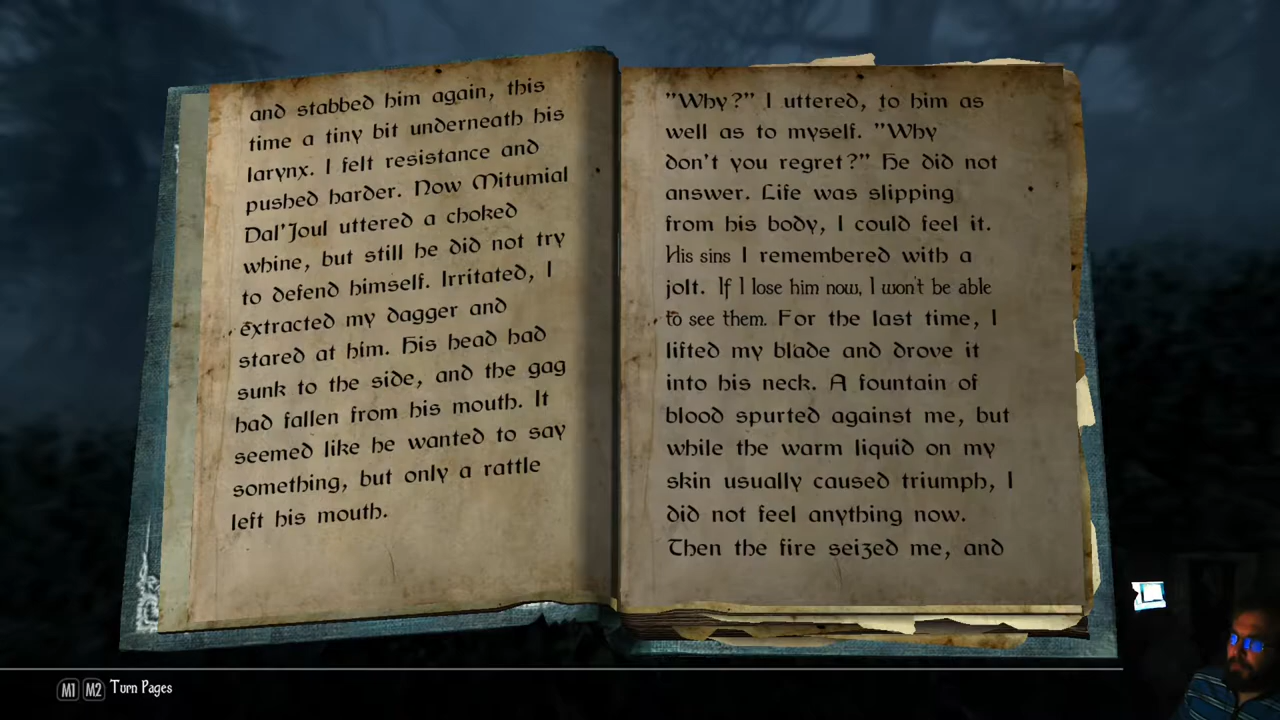 and stabbed him again, this
time a tiny bit underneath his
larynx. I felt resistance and
pushed harder. Now Mitumial
Dal'Joul uttered a choked
whine, but still he did not try
to defend himself. Irritated, I
extracted my dagger and
stared at him. His head had
sunk to the side, and the gag
had fallen from his mouth. It
seemed like he wanted to say
something, but only a rattle
left his mouth.
"Why?" I uttered, to him as
well as to myself. "Why
don't you regret?" He did not
answer. Life was slipping
from his body, I could feel it.
His sins I remembered with a
jolt. If I lose him now, I won't be able
to see them. For the last time, I
lifted my blade and drove it
into his neck. A fountain of
blood spurted against me, but
while the warm liquid on my
skin usually caused triumph, I
did not feel anything now.
Then the fire seized me, and
M1 M2 Turn Pages